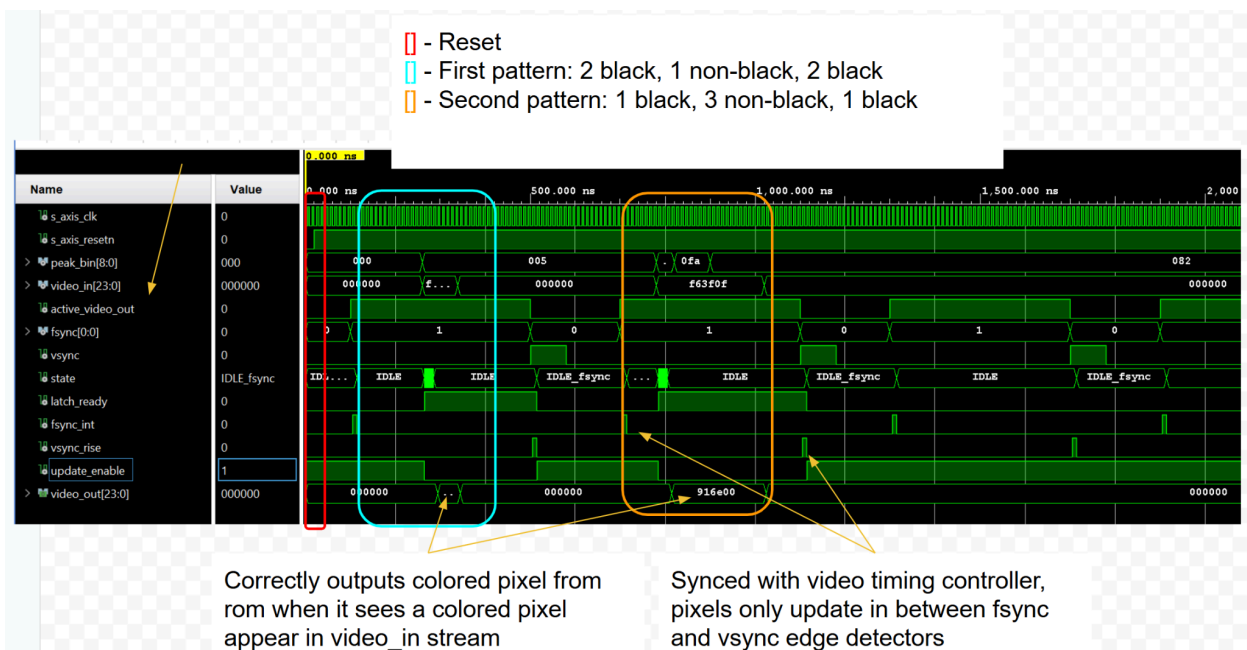 [] - Reset
[] - First pattern: 2 black, 1 non-black, 2 black
[] - Second pattern: 1 black, 3 non-black, 1 black
0.000 ns
Name Value 0.000 ns 500.000 ns 1,000.000 ns 1,500.000 ns 2,000
s_axis_clk 0
s_axis_resetn 0
peak_bin[8:0] 000 000 005 . 0fa 082
video_in[23:0] 000000 000000 f... 000000 f63f0f 000000
active_video_out 0
fsync[0:0] 0 0 1 0 1 0 1 0
vsync 0
state IDLE_fsync ID... IDLE IDLE IDLE_fsync ... IDLE IDLE_fsync IDLE IDLE_fsync
latch_ready 0
fsync_int 0
vsync_rise 0
update_enable 1
video_out[23:0] 000000 000000 .. 000000 916e00 000000
Correctly outputs colored pixel from
rom when it sees a colored pixel
appear in video_in stream
Synced with video timing controller,
pixels only update in between fsync
and vsync edge detectors